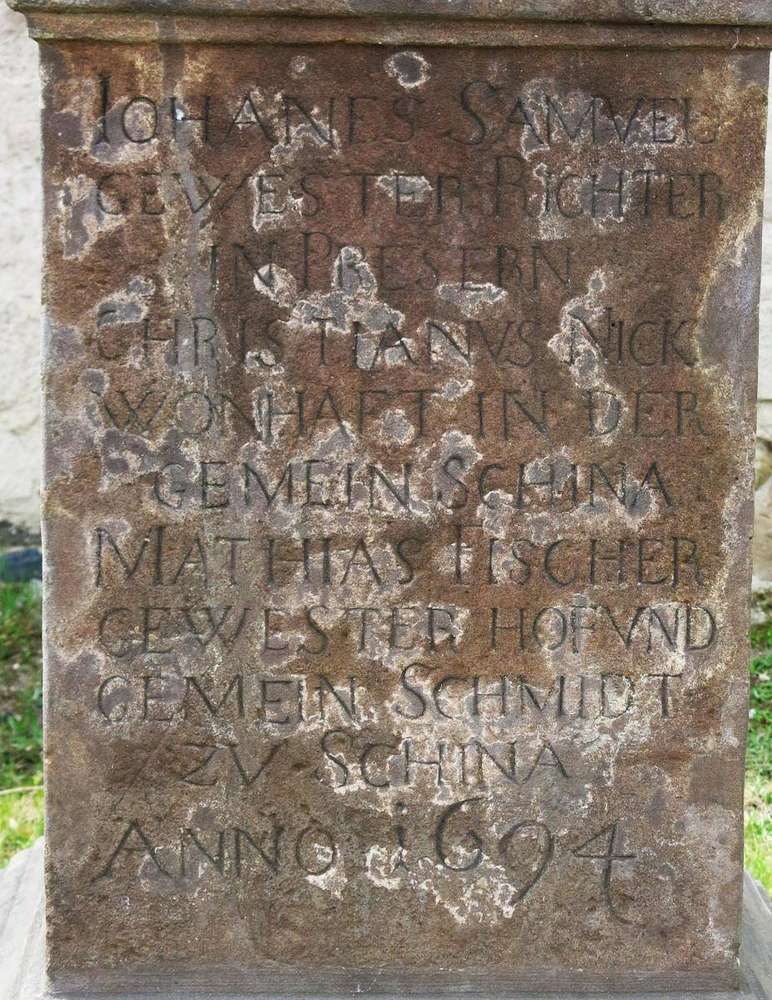 IOHANES SAMVEL
GEWESTER RICHTER
IN PRESERN
CHRISTIANVS NICK
WONHAFT IN DER
GEMEIN SCHINA
MATHIAS FISCHER
GEWESTER HOF VND
GEMEIN SCHMIDT
ZV SCHINA
ANNO 1694